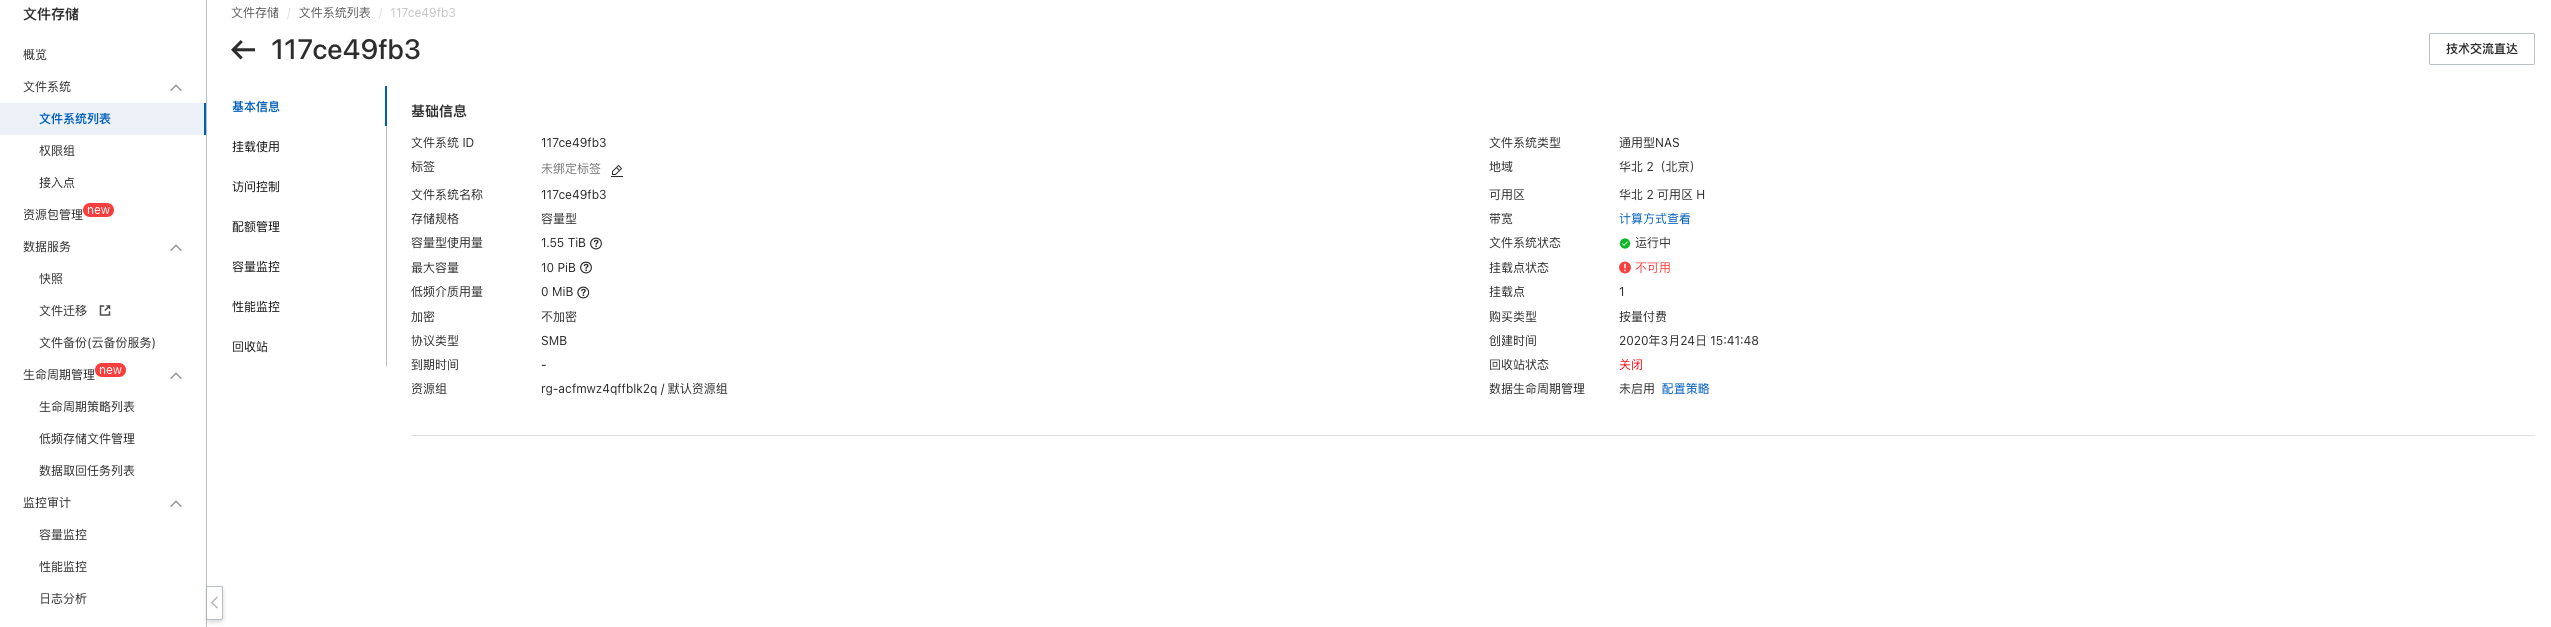 文件存储
概览
文件系统
文件系统列表
权限组
接入点
资源包管理 new
数据服务
快照
文件迁移
文件备份(云备份服务)
生命周期管理 new
生命周期策略列表
低频存储文件管理
数据取回任务列表
监控审计
容量监控
性能监控
日志分析
文件存储 / 文件系统列表 / 117ce49fb3
117ce49fb3
技术交流直达
基本信息
挂载使用
访问控制
配额管理
容量监控
性能监控
回收站
基础信息
文件系统 ID 117ce49fb3
标签 未绑定标签
文件系统名称 117ce49fb3
存储规格 容量型
容量型使用量 1.55 TiB
最大容量 10 PiB
低频介质用量 0 MiB
加密 不加密
协议类型 SMB
到期时间 -
资源组 rg-acfmwz4qffblk2q / 默认资源组
文件系统类型 通用型NAS
地域 华北 2（北京）
可用区 华北 2 可用区 H
带宽 计算方式查看
文件系统状态 运行中
挂载点状态 不可用
挂载点 1
购买类型 按量付费
创建时间 2020年3月24日 15:41:48
回收站状态 关闭
数据生命周期管理 未启用 配置策略